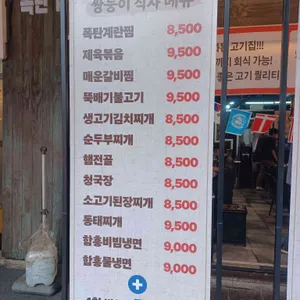 쌍둥이 식사 메뉴
폭탄계란찜 8,500
제육볶음 9,500
매운갈비찜 9,500
뚝배기불고기 9,500
생고기김치찌개 8,500
순두부찌개 8,500
햄전골 8,500
청국장 8,500
소고기된장찌개 8,500
동태찌개 9,500
함흥비빔냉면 9,000
함흥물냉면 9,000
고기집!!!
회식 가능!
좋은 고기 퀄리티